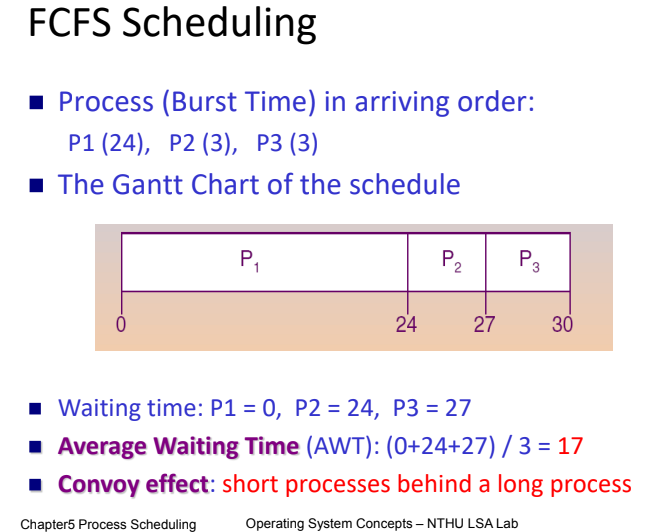 FCFS Scheduling
Process (Burst Time) in arriving order:
P1 (24), P2 (3), P3 (3)
The Gantt Chart of the schedule
P1 P2 P3
0 24 27 30
Waiting time: P1 = 0, P2 = 24, P3 = 27
Average Waiting Time (AWT): (0+24+27) / 3 = 17
Convoy effect: short processes behind a long process
Chapter5 Process Scheduling Operating System Concepts – NTHU LSA Lab